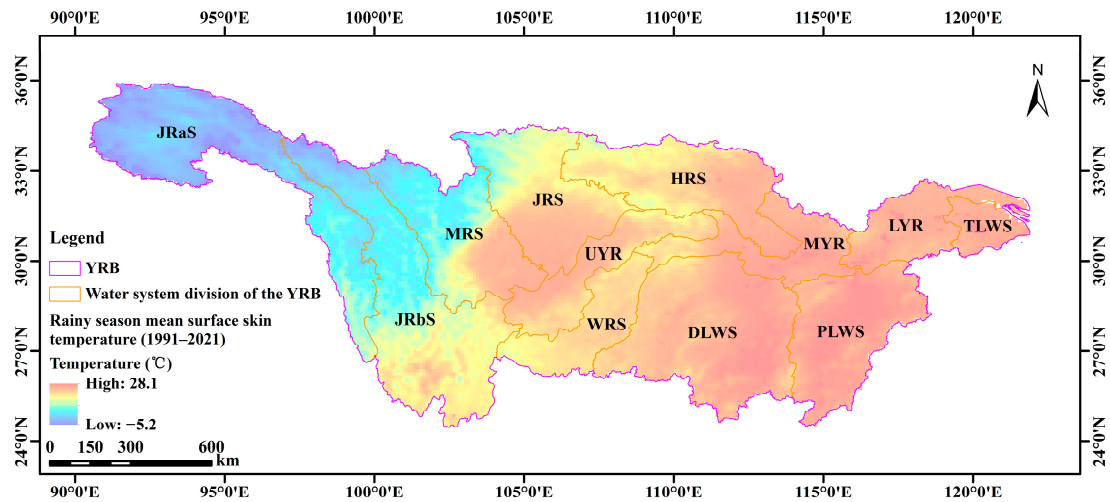 90°0'E 95°0'E 100°0'E 105°0'E 110°0'E 115°0'E 120°0'E
36°0'N 36°0'N
N
JRaS
33°0'N 33°0'N
HRS
JRS
LYR
TLWS
MRS
MYR
UYR
30°0'N 30°0'N
JRbS
WRS
DLWS
PLWS
27°0'N 27°0'N
24°0'N 24°0'N
Legend
YRB
Water system division of the YRB
Rainy season mean surface skin
temperature (1991–2021)
Temperature (℃)
High: 28.1
Low: −5.2
0 150 300 600
km
90°0'E 95°0'E 100°0'E 105°0'E 110°0'E 115°0'E 120°0'E